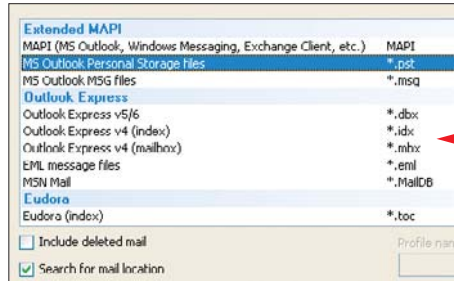 Extended MAPI
MAPI (MS Outlook, Windows Messaging, Exchange Client, etc.) MAPI
MS Outlook Personal Storage files *.pst
MS Outlook MSG files *.msg
Outlook Express
Outlook Express v5/6 *.dbx
Outlook Express v4 (index) *.idx
Outlook Express v4 (mailbox) *.mbx
EML message files *.eml
MSN Mail *.MailDB
Eudora
Eudora (index) *.toc
Include deleted mail
Profile nam
Search for mail location